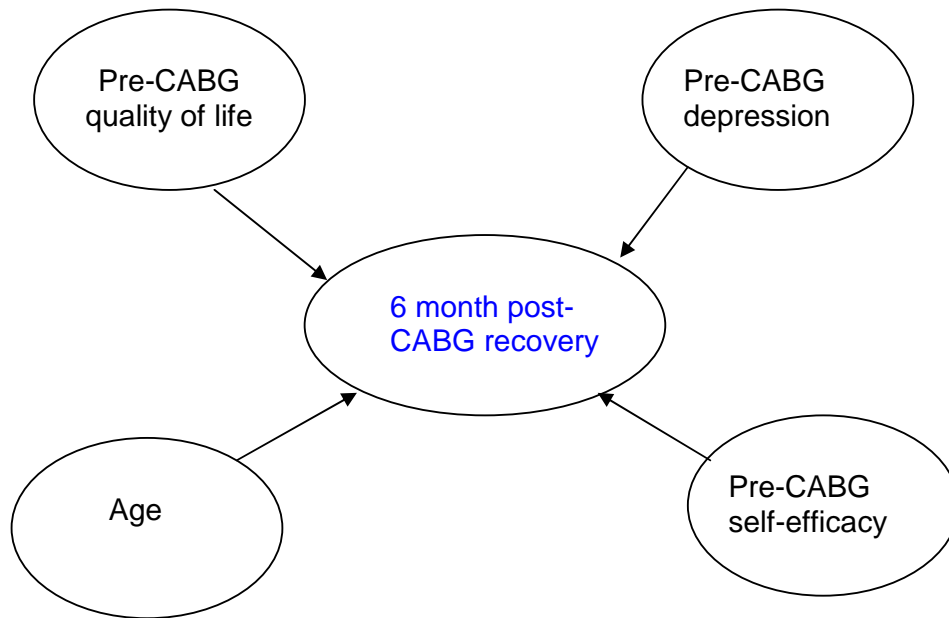 Pre-CABG
quality of life
Pre-CABG
depression
6 month post-
CABG recovery
Age
Pre-CABG
self-efficacy